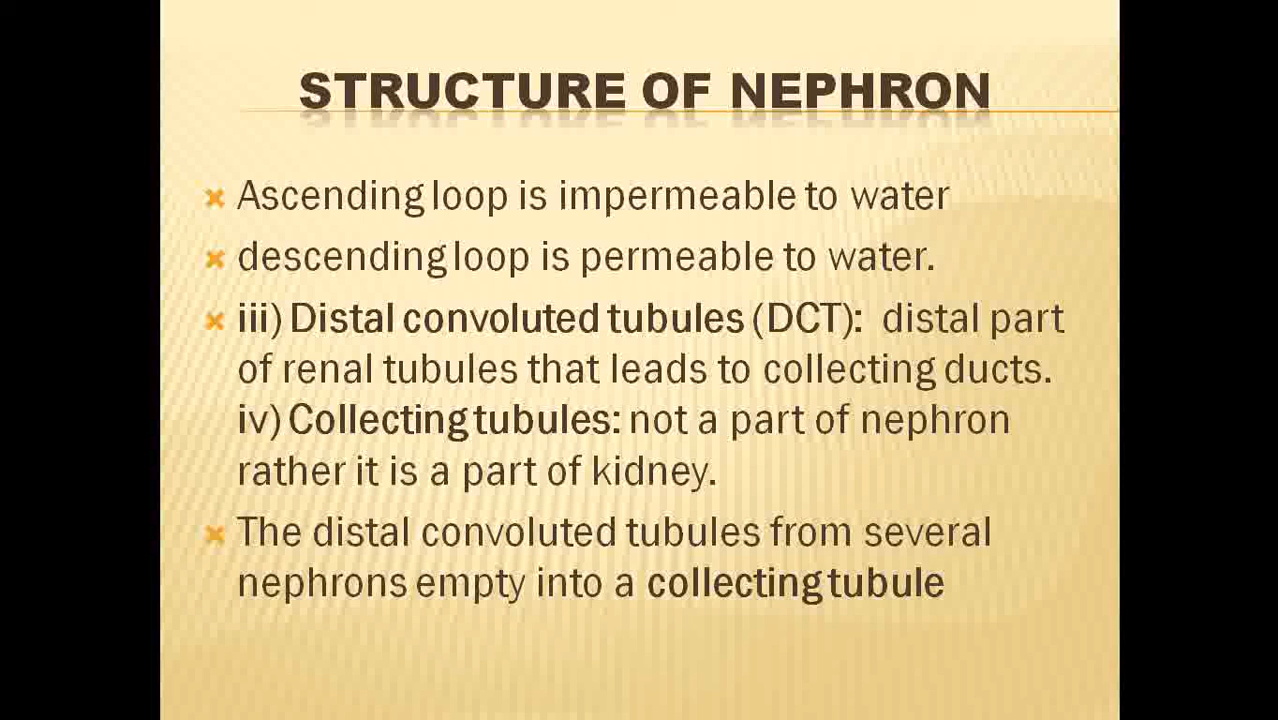 STRUCTURE OF NEPHRON
Ascending loop is impermeable to water
descending loop is permeable to water.
iii) Distal convoluted tubules (DCT): distal part
of renal tubules that leads to collecting ducts.
iv) Collecting tubules: not a part of nephron
rather it is a part of kidney.
The distal convoluted tubules from several
nephrons empty into a collecting tubule